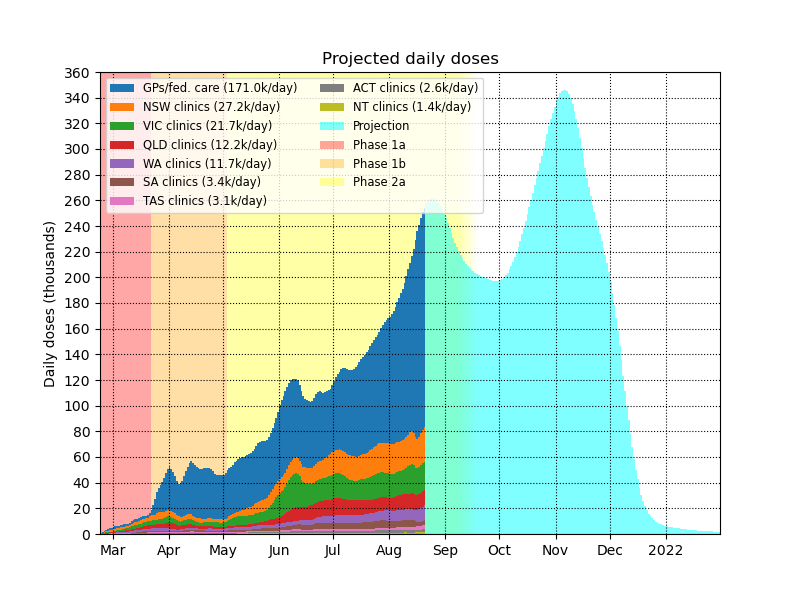 Projected daily doses
Daily doses (thousands)
360
340
320
300
280
260
240
220
200
180
160
140
120
100
80
60
40
20
0
GPs/fed. care (171.0k/day)
NSW clinics (27.2k/day)
VIC clinics (21.7k/day)
QLD clinics (12.2k/day)
WA clinics (11.7k/day)
SA clinics (3.4k/day)
TAS clinics (3.1k/day)
ACT clinics (2.6k/day)
NT clinics (1.4k/day)
Projection
Phase 1a
Phase 1b
Phase 2a
Mar Apr May Jun Jul Aug Sep Oct Nov Dec 2022